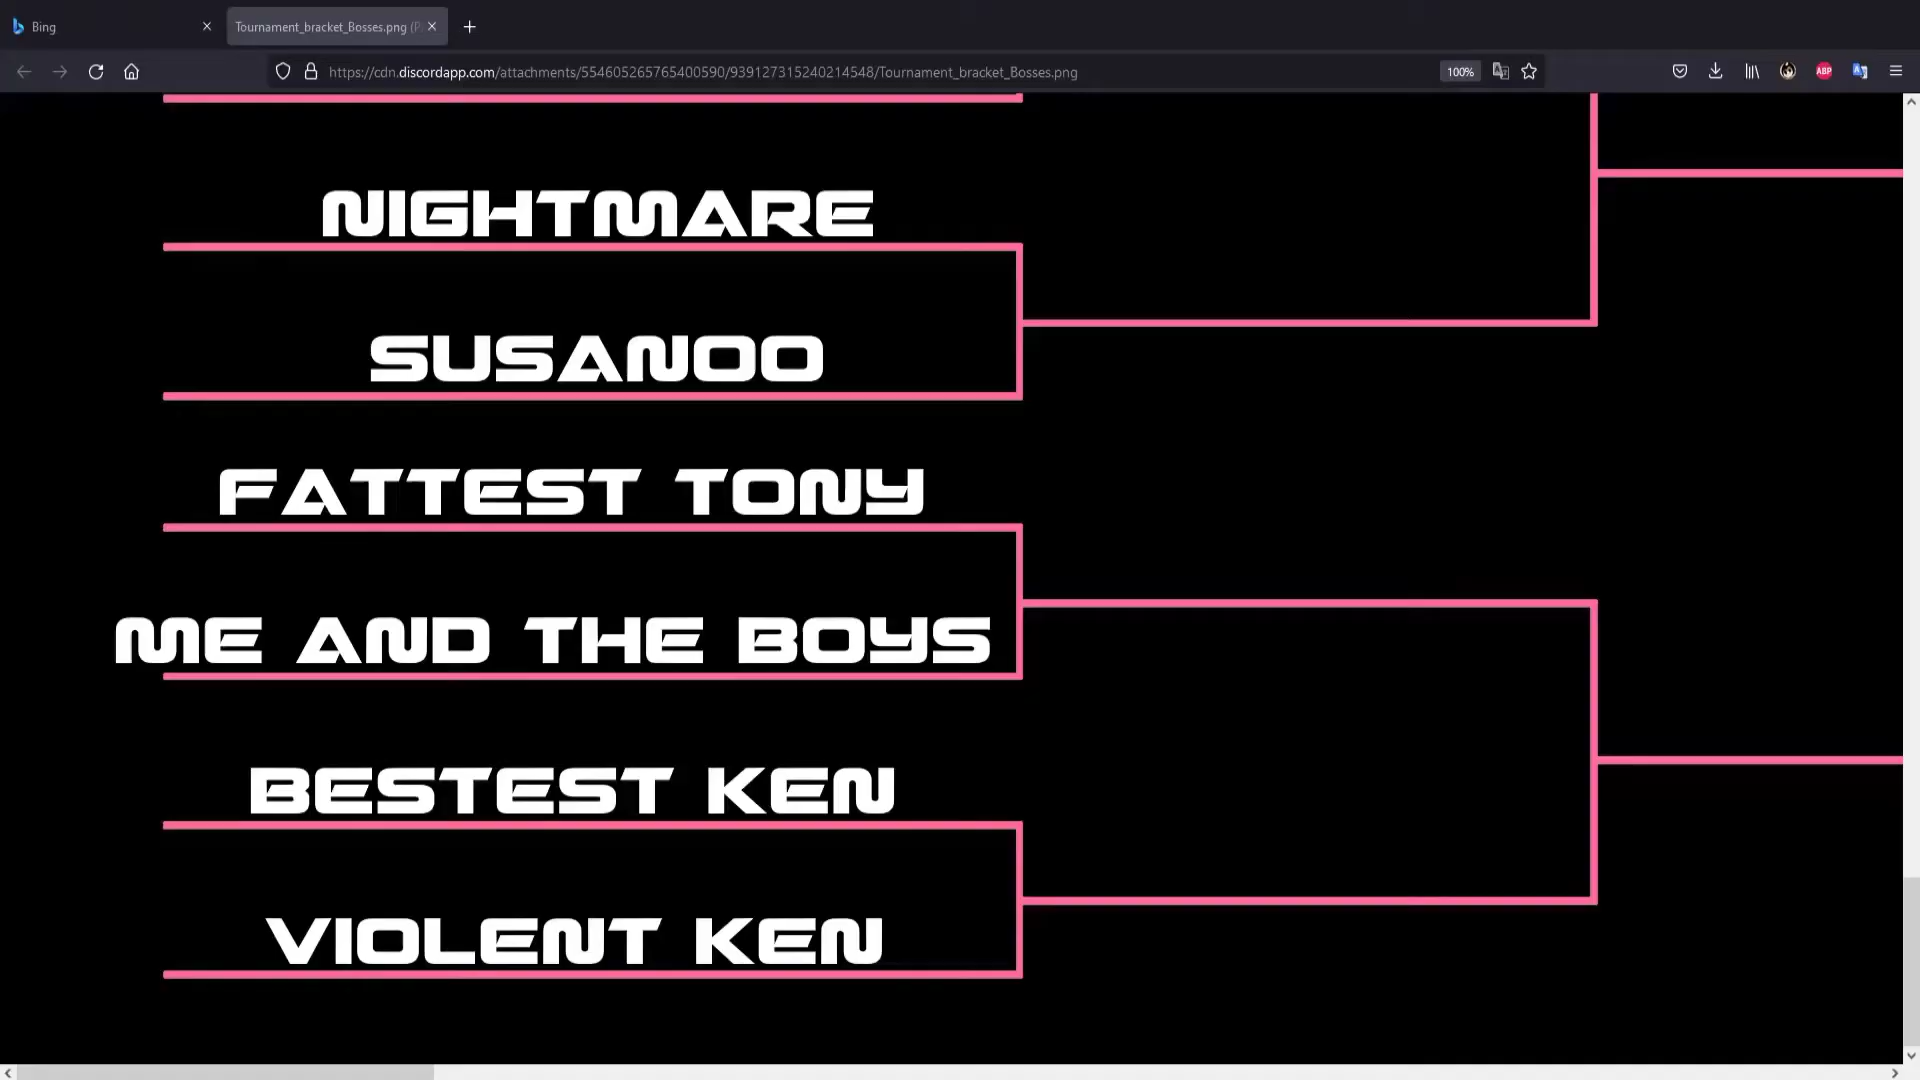 Bing
Tournament_bracket_Bosses.png (P
https://cdn.discordapp.com/attachments/554605265765400590/939127315240214548/Tournament_bracket_Bosses.png
100%
ABP
NIGHTMARE
SUSANOO
FATTEST TONY
ME AND THE BOYS
BESTEST KEN
VIOLENT KEN